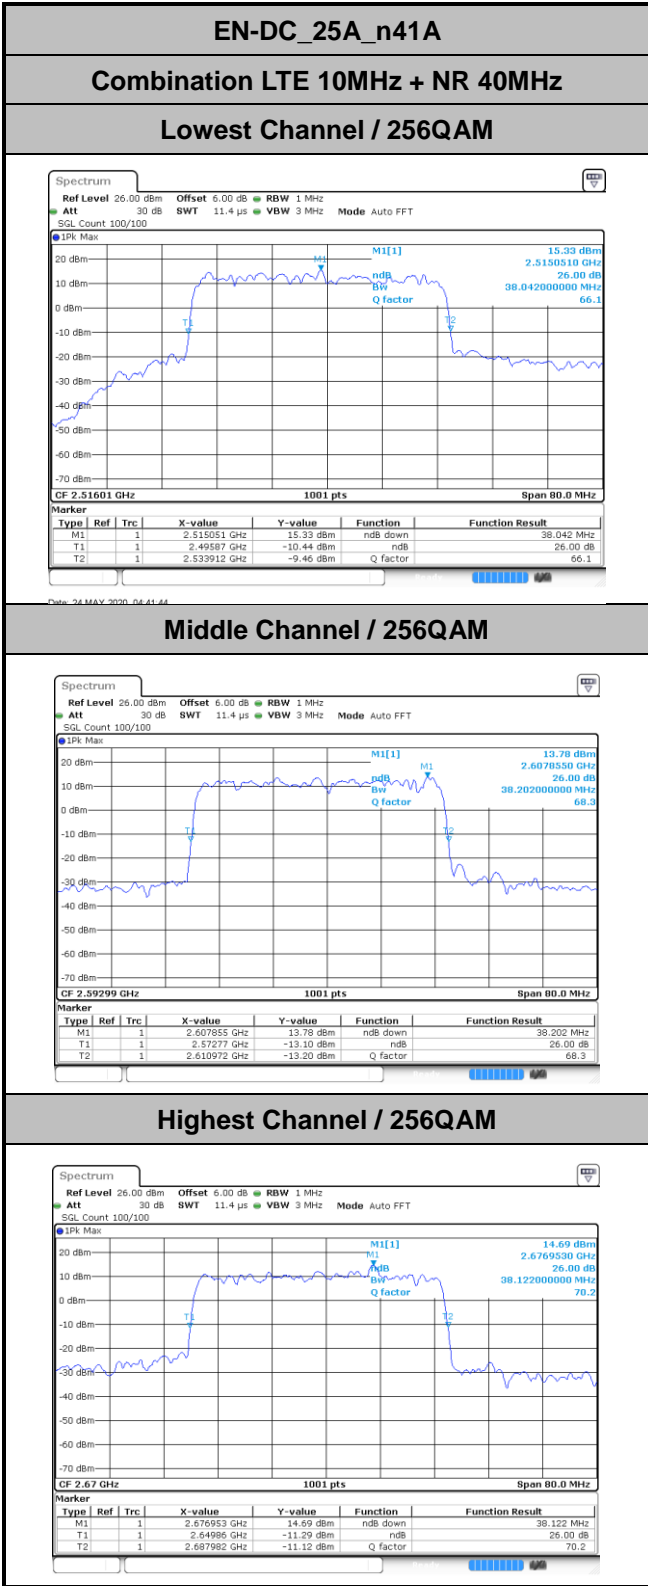 EN-DC_25A_n41A
Combination LTE 10MHz + NR 40MHz
Lowest Channel / 256QAM
Spectrum
Ref Level 26.00 dBm Offset 6.00 dB RBW 1 MHz
Att 30 dB SWT 11.4 µs VBW 3 MHz Mode Auto FFT
SGL Count 100/100
1Pk Max
M1[1] 15.33 dBm
2.5150510 GHz
ndB 26.00 dB
Bw 38.042000000 MHz
Q factor 66.1
M1
T1
T2
20 dBm
10 dBm
0 dBm
-10 dBm
-20 dBm
-30 dBm
-40 dBm
-50 dBm
-60 dBm
-70 dBm
CF 2.51601 GHz 1001 pts Span 80.0 MHz
Marker
Type Ref Trc X-value Y-value Function Function Result
M1 1 2.515051 GHz 15.33 dBm ndB down 38.042 MHz
T1 1 2.49587 GHz -10.44 dBm ndB 26.00 dB
T2 1 2.533912 GHz -9.46 dBm Q factor 66.1
Date: 24.MAY.2020 04:41:44
Middle Channel / 256QAM
Spectrum
Ref Level 26.00 dBm Offset 6.00 dB RBW 1 MHz
Att 30 dB SWT 11.4 µs VBW 3 MHz Mode Auto FFT
SGL Count 100/100
1Pk Max
M1[1] 13.78 dBm
2.6078550 GHz
ndB 26.00 dB
Bw 38.202000000 MHz
Q factor 68.3
M1
T1
T2
20 dBm
10 dBm
0 dBm
-10 dBm
-20 dBm
-30 dBm
-40 dBm
-50 dBm
-60 dBm
-70 dBm
CF 2.59299 GHz 1001 pts Span 80.0 MHz
Marker
Type Ref Trc X-value Y-value Function Function Result
M1 1 2.607855 GHz 13.78 dBm ndB down 38.202 MHz
T1 1 2.57277 GHz -13.10 dBm ndB 26.00 dB
T2 1 2.610972 GHz -13.20 dBm Q factor 68.3
Highest Channel / 256QAM
Spectrum
Ref Level 26.00 dBm Offset 6.00 dB RBW 1 MHz
Att 30 dB SWT 11.4 µs VBW 3 MHz Mode Auto FFT
SGL Count 100/100
1Pk Max
M1[1] 14.69 dBm
2.6769530 GHz
ndB 26.00 dB
Bw 38.122000000 MHz
Q factor 70.2
M1
T1
T2
20 dBm
10 dBm
0 dBm
-10 dBm
-20 dBm
-30 dBm
-40 dBm
-50 dBm
-60 dBm
-70 dBm
CF 2.67 GHz 1001 pts Span 80.0 MHz
Marker
Type Ref Trc X-value Y-value Function Function Result
M1 1 2.676953 GHz 14.69 dBm ndB down 38.122 MHz
T1 1 2.64986 GHz -11.29 dBm ndB 26.00 dB
T2 1 2.687982 GHz -11.12 dBm Q factor 70.2